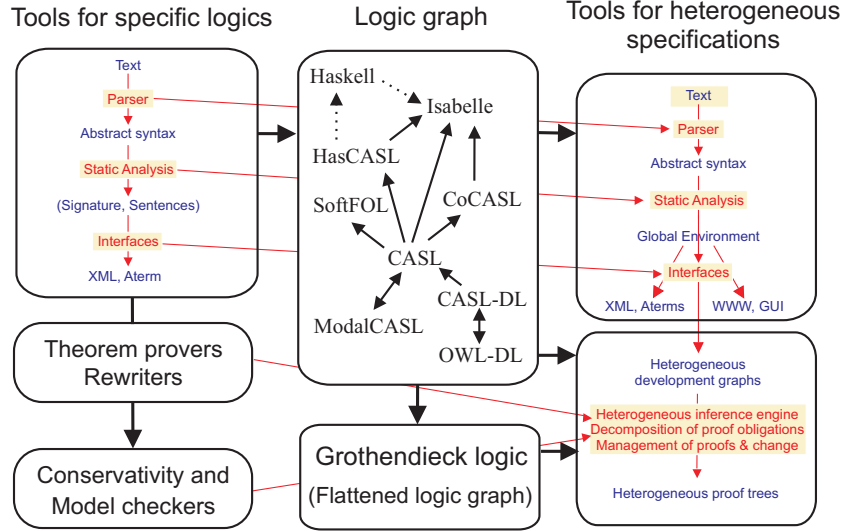 Tools for specific logics
Text
Parser
Abstract syntax
Static Analysis
(Signature, Sentences)
Interfaces
XML, Aterm
Theorem provers
Rewriters
Conservativity and
Model checkers
Logic graph
Haskell
Isabelle
HasCASL
SoftFOL
CoCASL
CASL
CASL-DL
ModalCASL
OWL-DL
Grothendieck logic
(Flattened logic graph)
Tools for heterogeneous
specifications
Text
Parser
Abstract syntax
Static Analysis
Global Environment
Interfaces
XML, Aterms
WWW, GUI
Heterogeneous
development graphs
Heterogeneous inference engine
Decomposition of proof obligations
Management of proofs & change
Heterogeneous proof trees